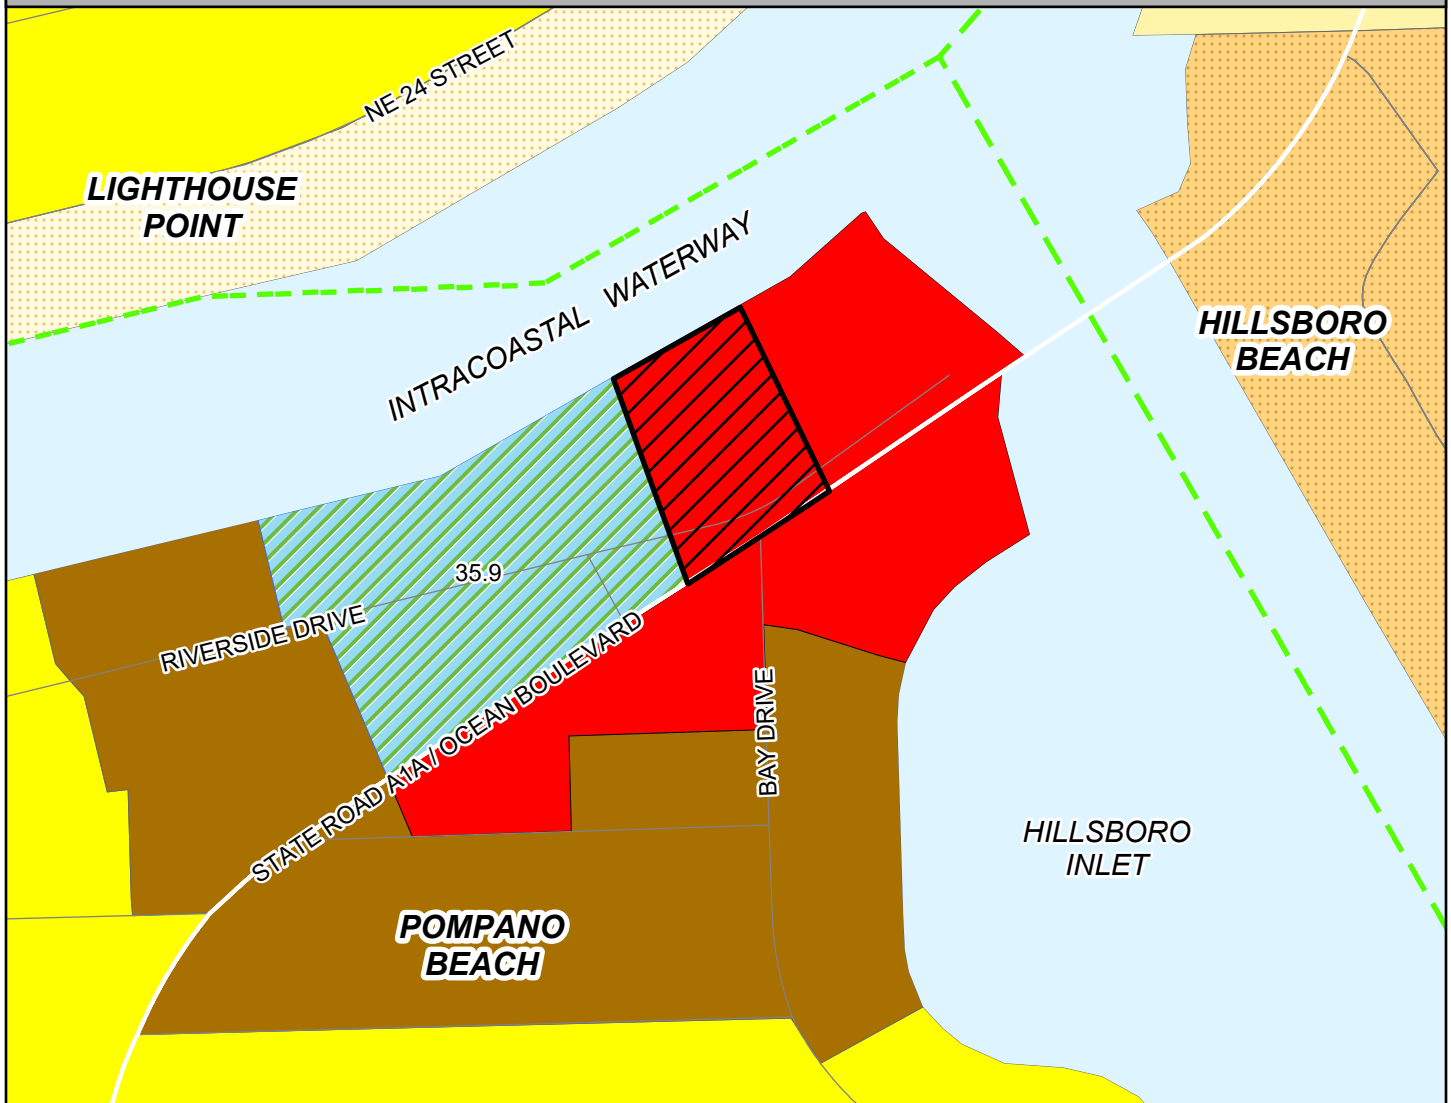 NE 24 STREET
LIGHTHOUSE
POINT
INTRACOASTAL WATERWAY
HILLSBORO
BEACH
35.9
RIVERSIDE DRIVE
STATE ROAD A1A / OCEAN BOULEVARD
BAY DRIVE
HILLSBORO
INLET
POMPANO
BEACH